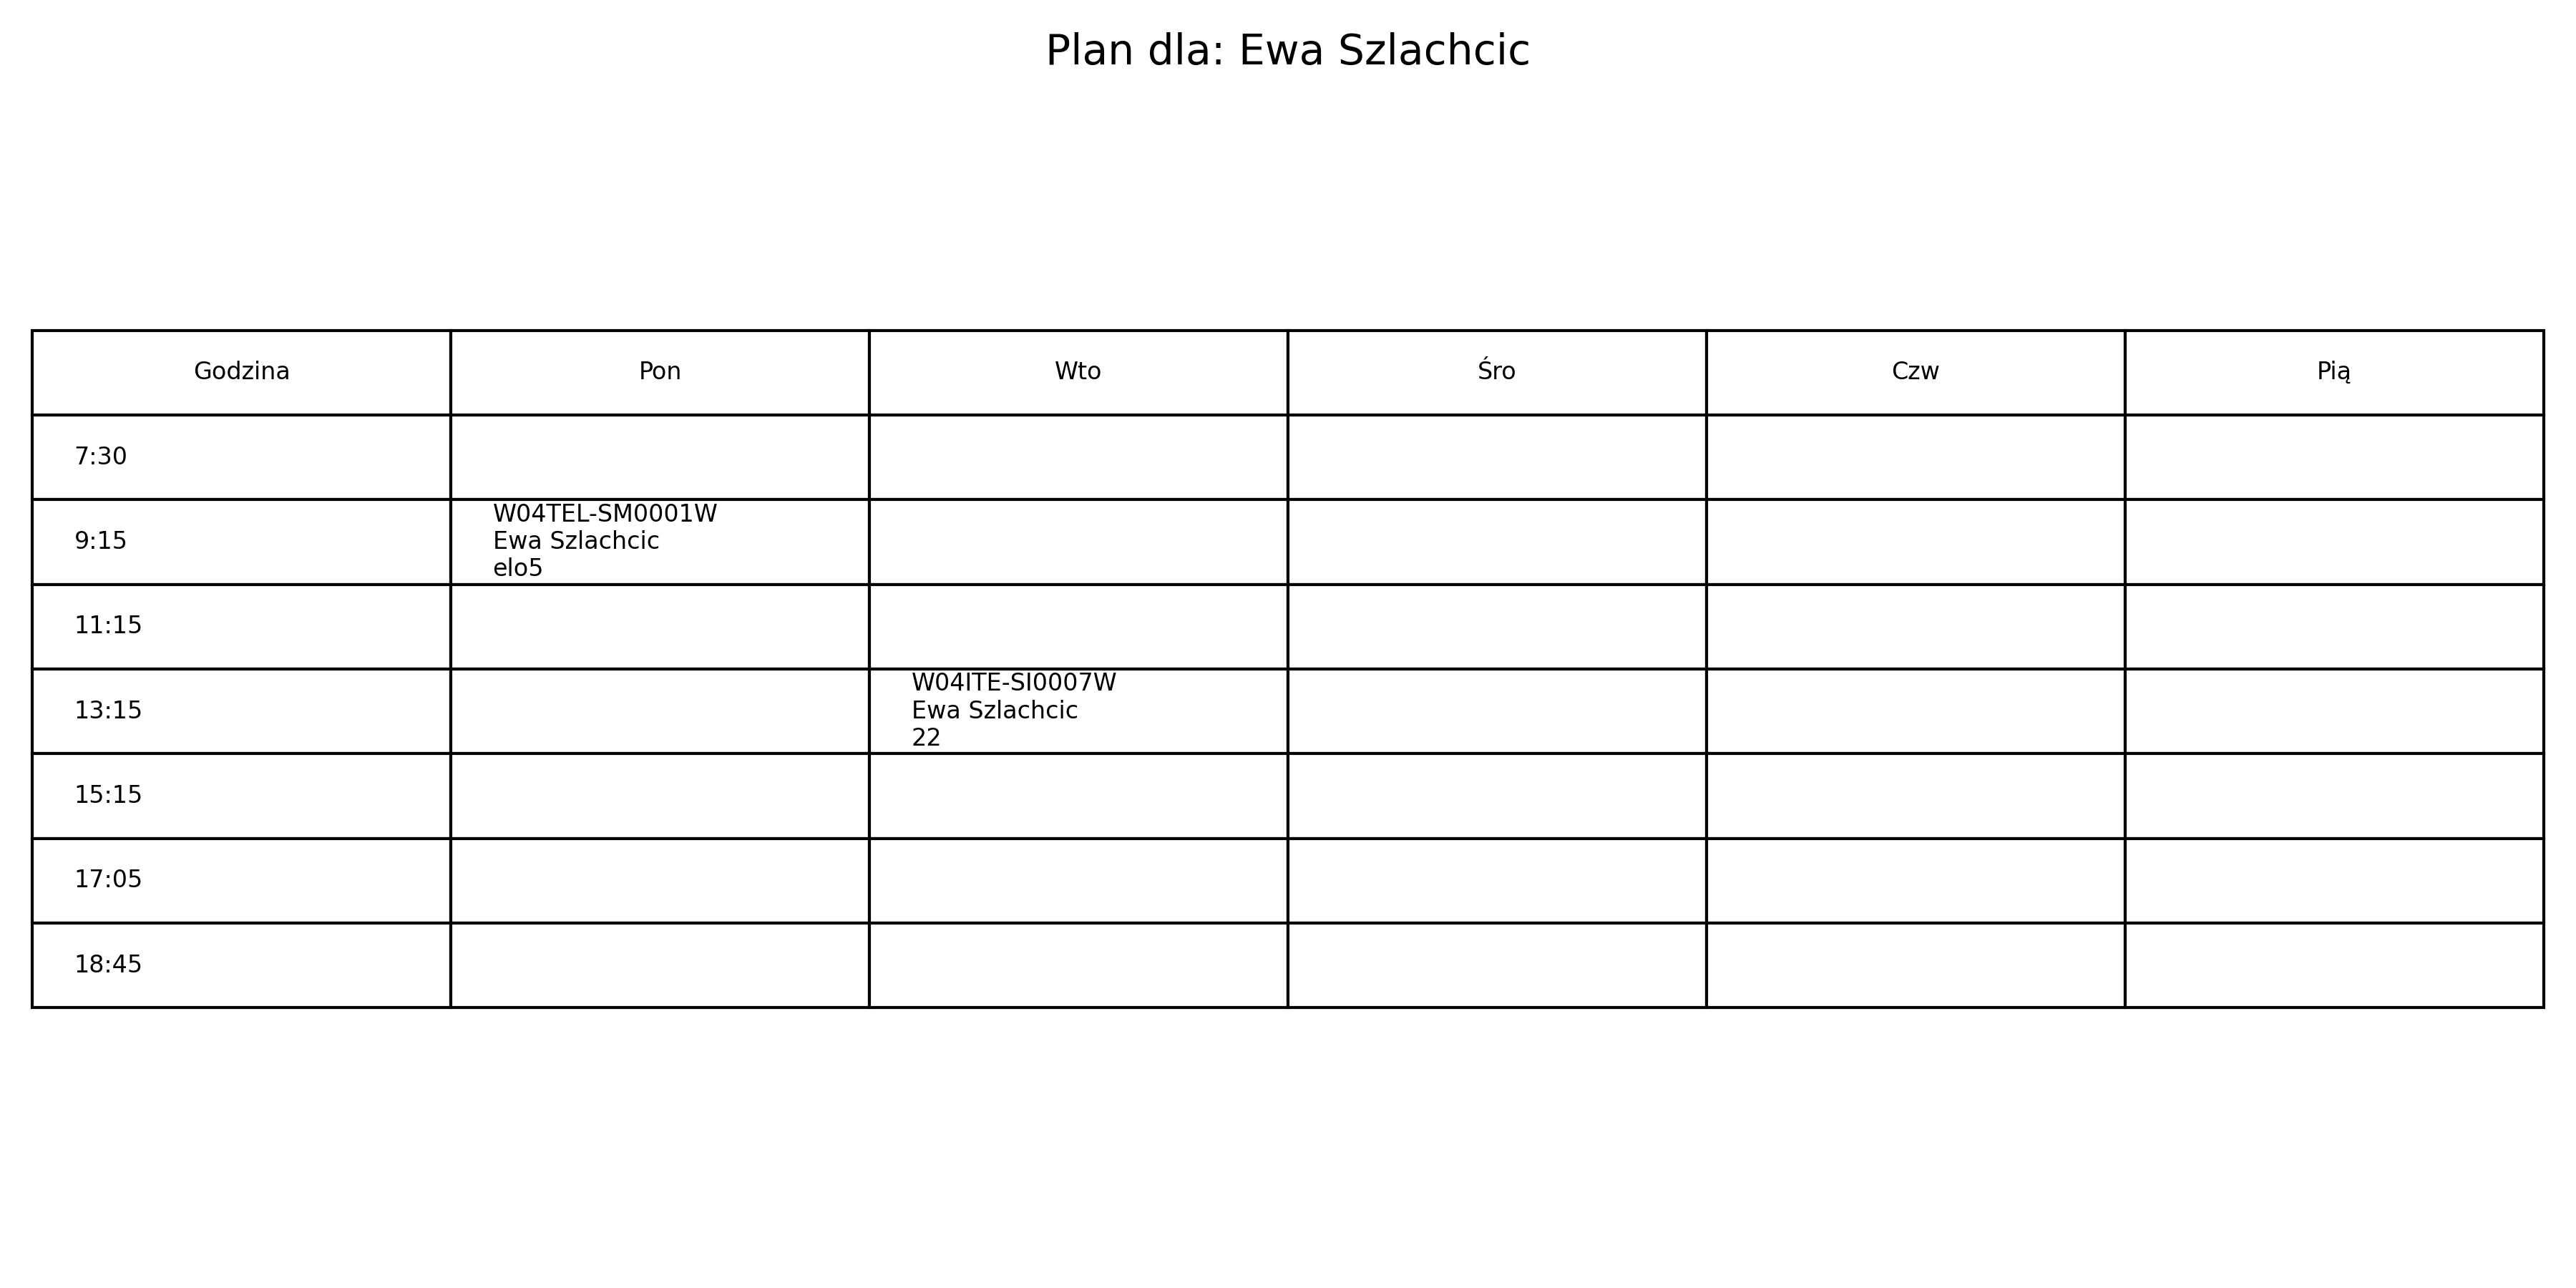 Plan dla: Ewa Szlachcic
Godzina Pon Wto Śro Czw Pią
7:30
9:15
W04TEL-SM0001W
Ewa Szlachcic
elo5
11:15
13:15
W04ITE-SI0007W
Ewa Szlachcic
22
15:15
17:05
18:45